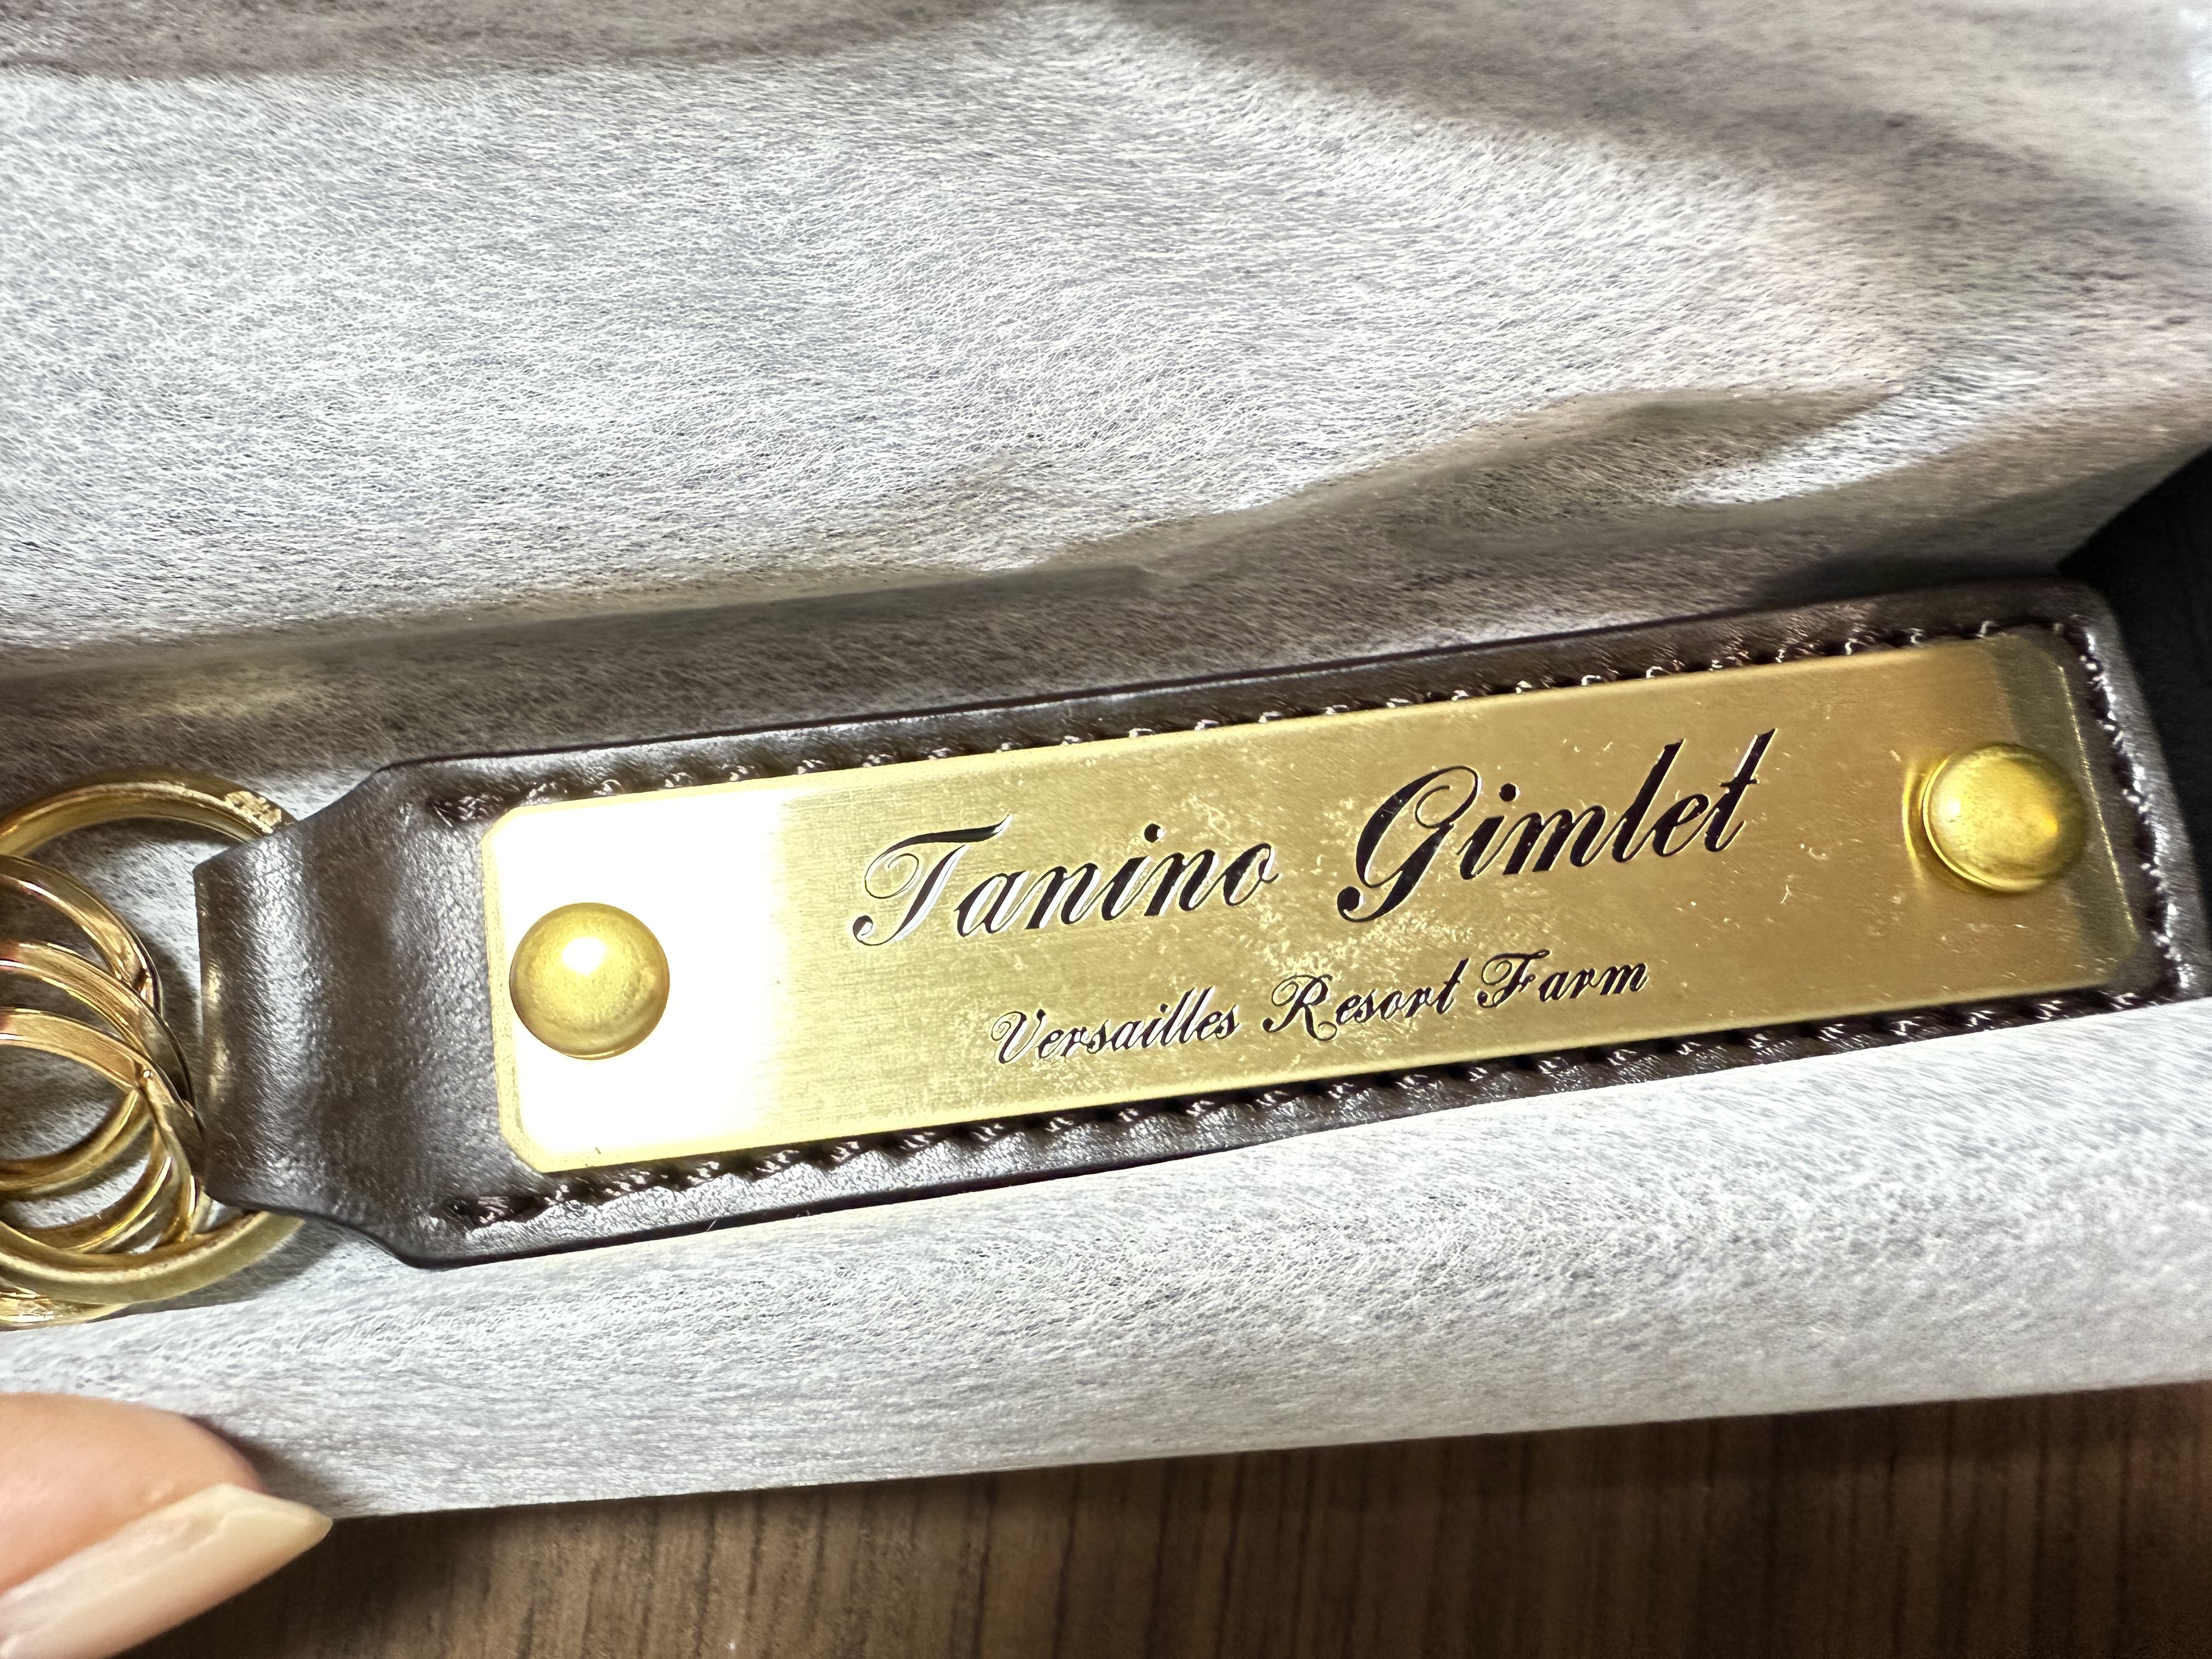 Tanino Gimlet
Versailles Resort Farm